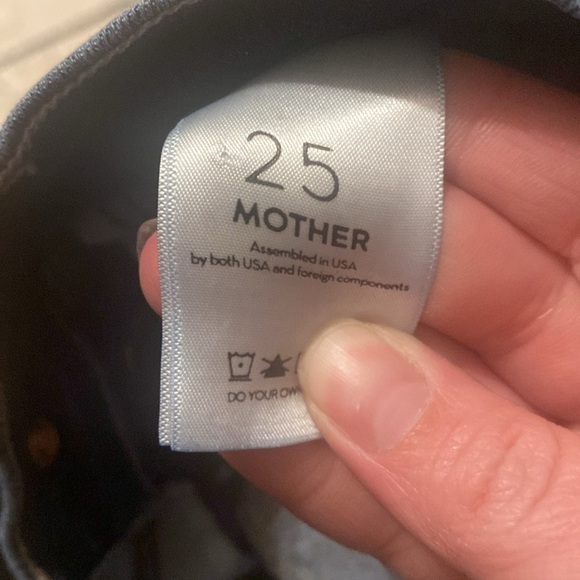 25
MOTHER
Assembled in USA
by both USA and foreign components
DO YOUR OWN